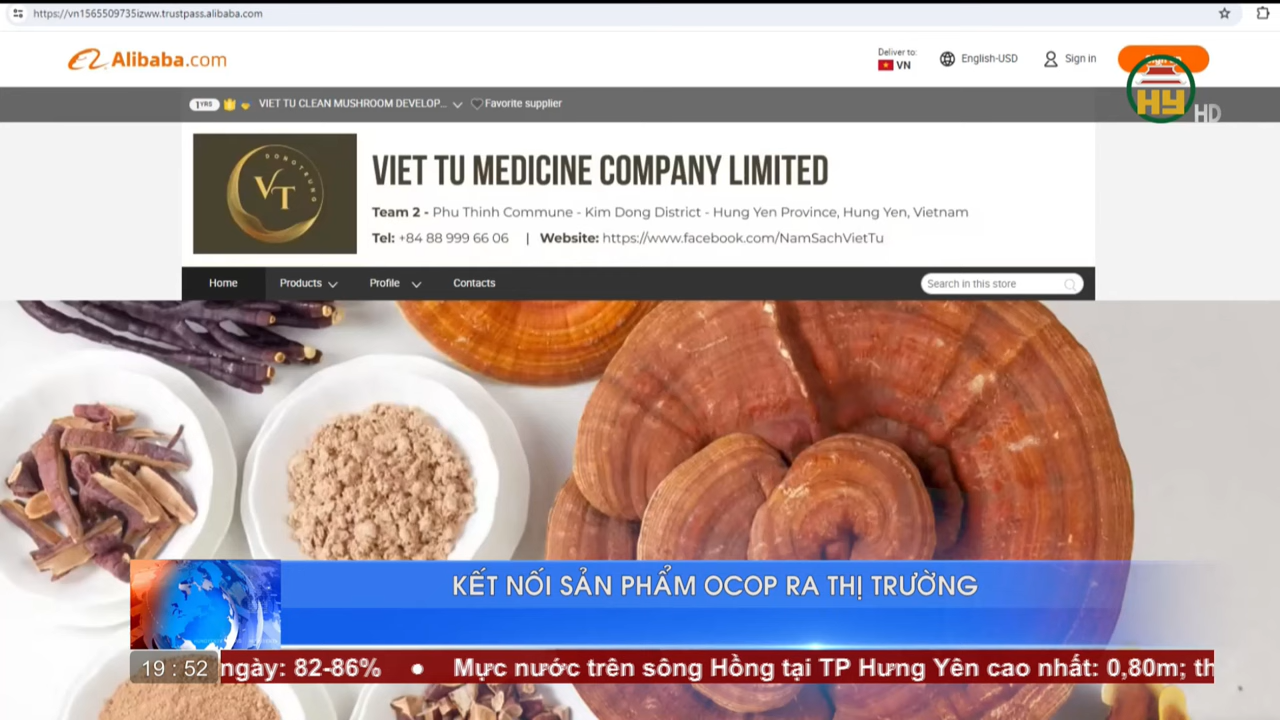 https://vn1565509735izww.trustpass.alibaba.com
Alibaba.com
Deliver to:
VN
English-USD
Sign in
HY
HD
1YRS
VIET TU CLEAN MUSHROOM DEVELOP...
Favorite supplier
DONGTRUNG
VT
VIET TU MEDICINE COMPANY LIMITED
Team 2 - Phu Thinh Commune - Kim Dong District - Hung Yen Province, Hung Yen, Vietnam
Tel: +84 88 999 66 06 | Website: https://www.facebook.com/NamSachVietTu
Home
Products
Profile
Contacts
Search in this store
KẾT NỐI SẢN PHẨM OCOP RA THỊ TRƯỜNG
19 : 52
ngày: 82-86% ● Mực nước trên sông Hồng tại TP Hưng Yên cao nhất: 0,80m; th